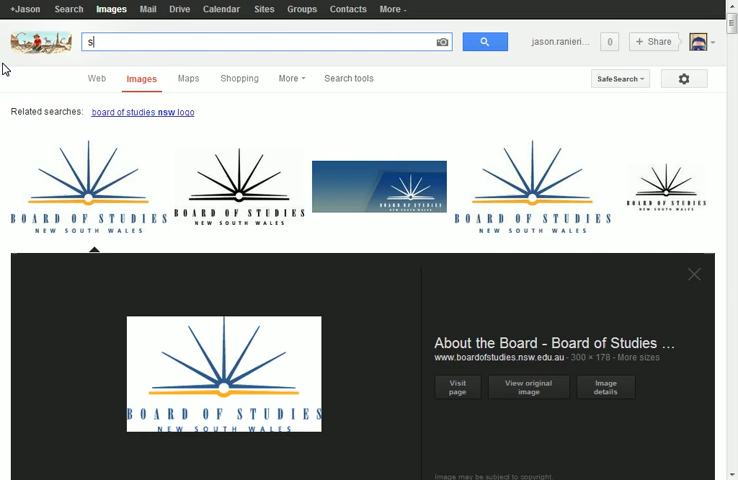 +Jason Search Images Mail Drive Calendar Sites Groups Contacts More
s jason.ranieri... 0 + Share
Web Images Maps Shopping More Search tools SafeSearch
Related searches: board of studies nsw logo
BOARD OF STUDIES
NEW SOUTH WALES
BOARD OF STUDIES
NEW SOUTH WALES
BOARD OF STUDIES
NEW SOUTH WALES
BOARD OF STUDIES
NEW SOUTH WALES
BOARD OF STUDIES
NEW SOUTH WALES
BOARD OF STUDIES
NEW SOUTH WALES
About the Board - Board of Studies ...
www.boardofstudies.nsw.edu.au - 300 × 178 - More sizes
Visit page
View original image
Image details
Image may be subject to copyright.